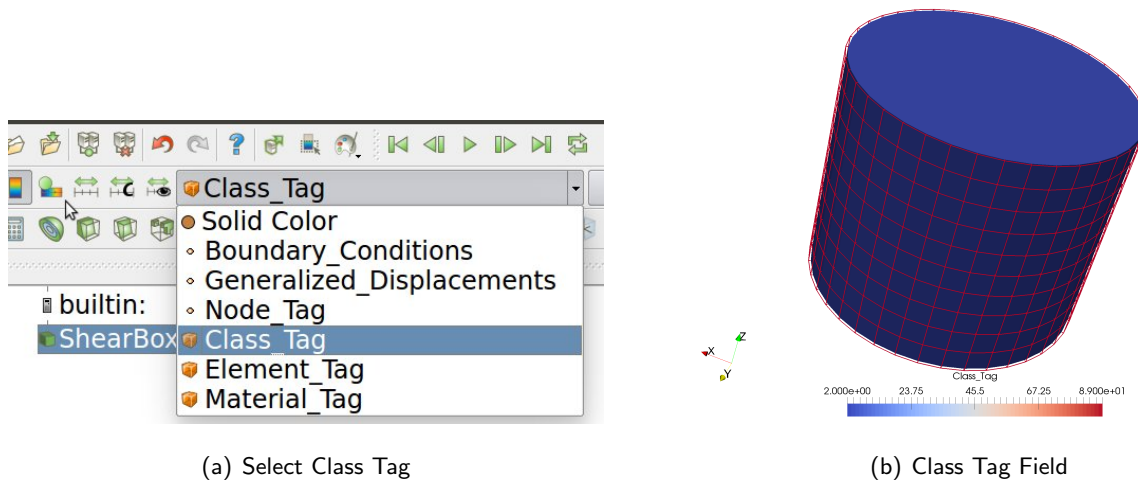 Class_Tag
Solid Color
Boundary_Conditions
Generalized_Displacements
Node_Tag
builtin:
ShearBox
Class_Tag
Element_Tag
Material_Tag
X
Z
Y
Class_Tag
2.000e+00 23.75 45.5 67.25 8.900e+01
(a) Select Class Tag
(b) Class Tag Field